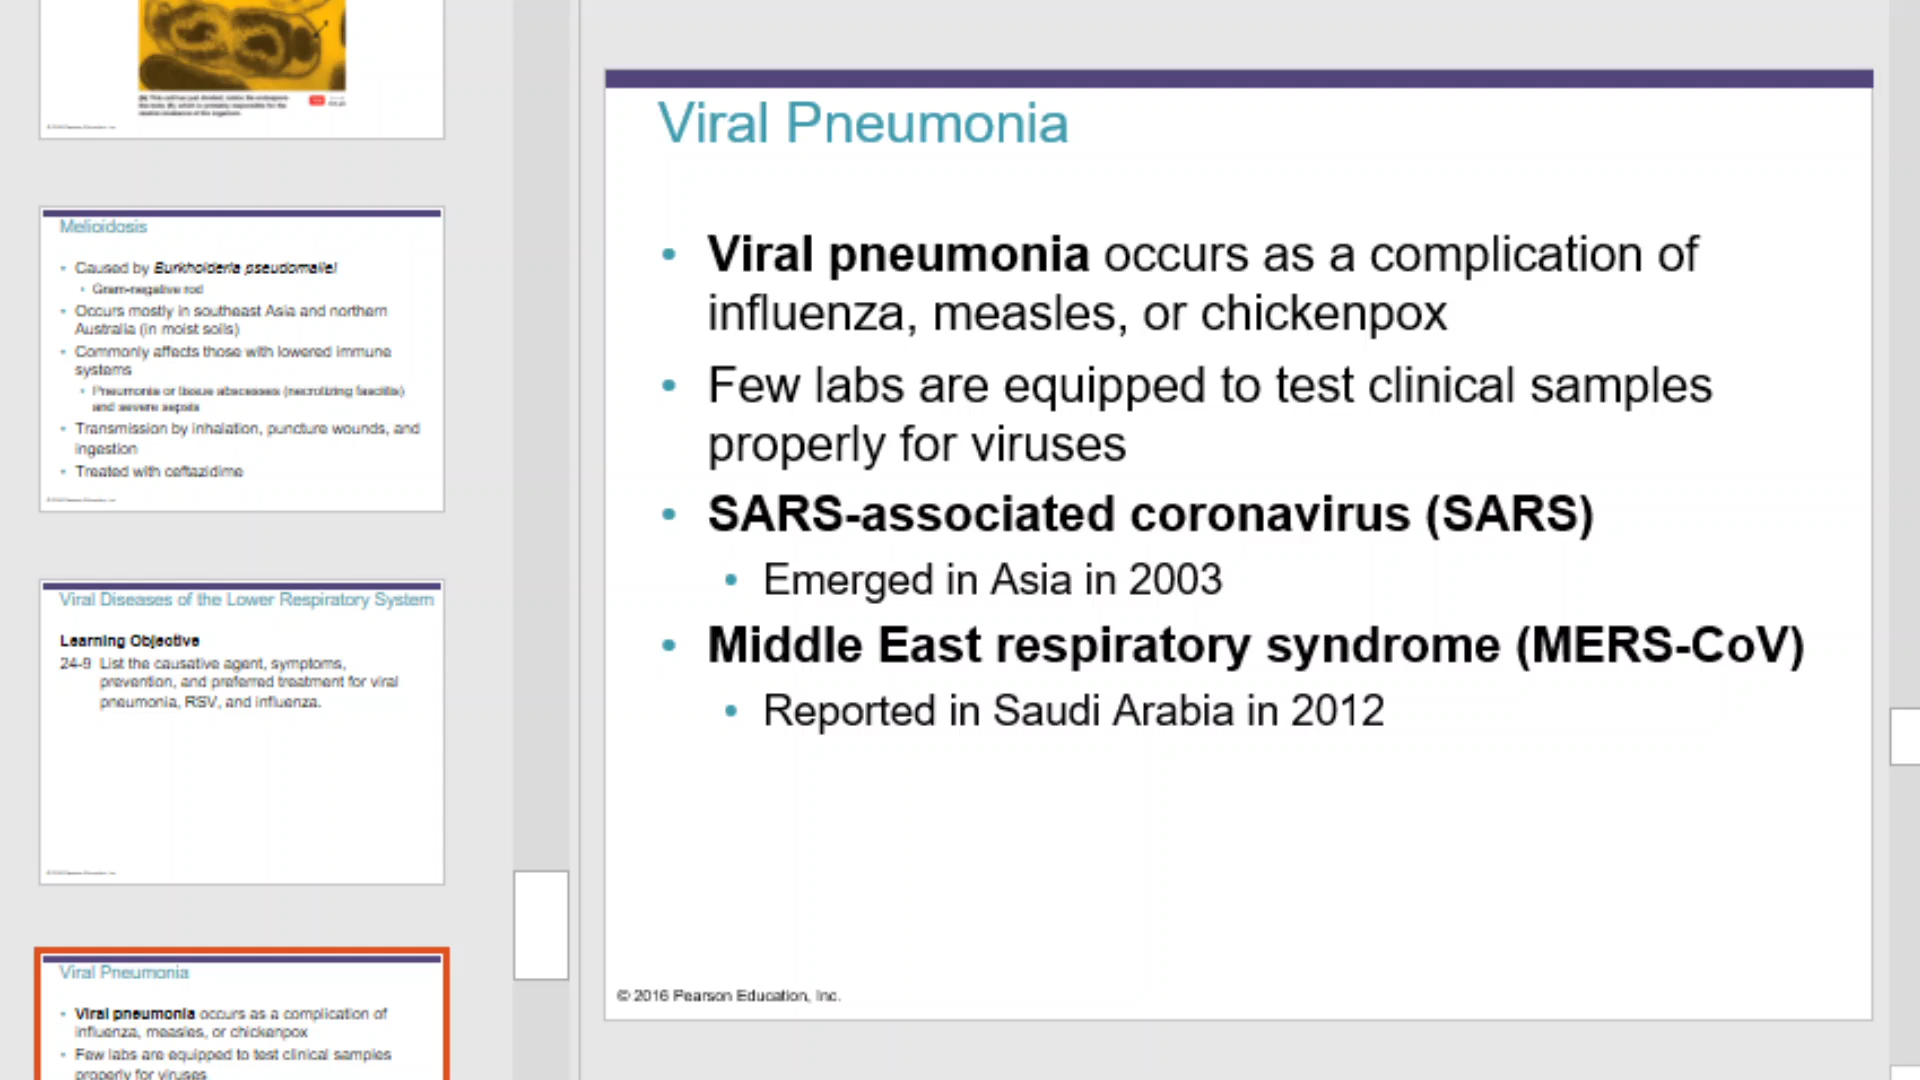 Melioidosis
• Caused by Burkholderia pseudomallei
• Gram-negative rod
• Occurs mostly in southeast Asia and northern
Australia (in moist soils)
• Commonly affects those with lowered immune
systems
• Pneumonia or tissue abscesses (necrotizing fasciitis)
and severe sepsis
• Transmission by inhalation, puncture wounds, and
ingestion
• Treated with ceftazidime
Viral Diseases of the Lower Respiratory System
Learning Objective
24-9 List the causative agent, symptoms,
prevention, and preferred treatment for viral
pneumonia, RSV, and influenza.
Viral Pneumonia
• Viral pneumonia occurs as a complication of
influenza, measles, or chickenpox
• Few labs are equipped to test clinical samples
properly for viruses
Viral Pneumonia
• Viral pneumonia occurs as a complication of
influenza, measles, or chickenpox
• Few labs are equipped to test clinical samples
properly for viruses
• SARS-associated coronavirus (SARS)
• Emerged in Asia in 2003
• Middle East respiratory syndrome (MERS-CoV)
• Reported in Saudi Arabia in 2012
© 2016 Pearson Education, Inc.